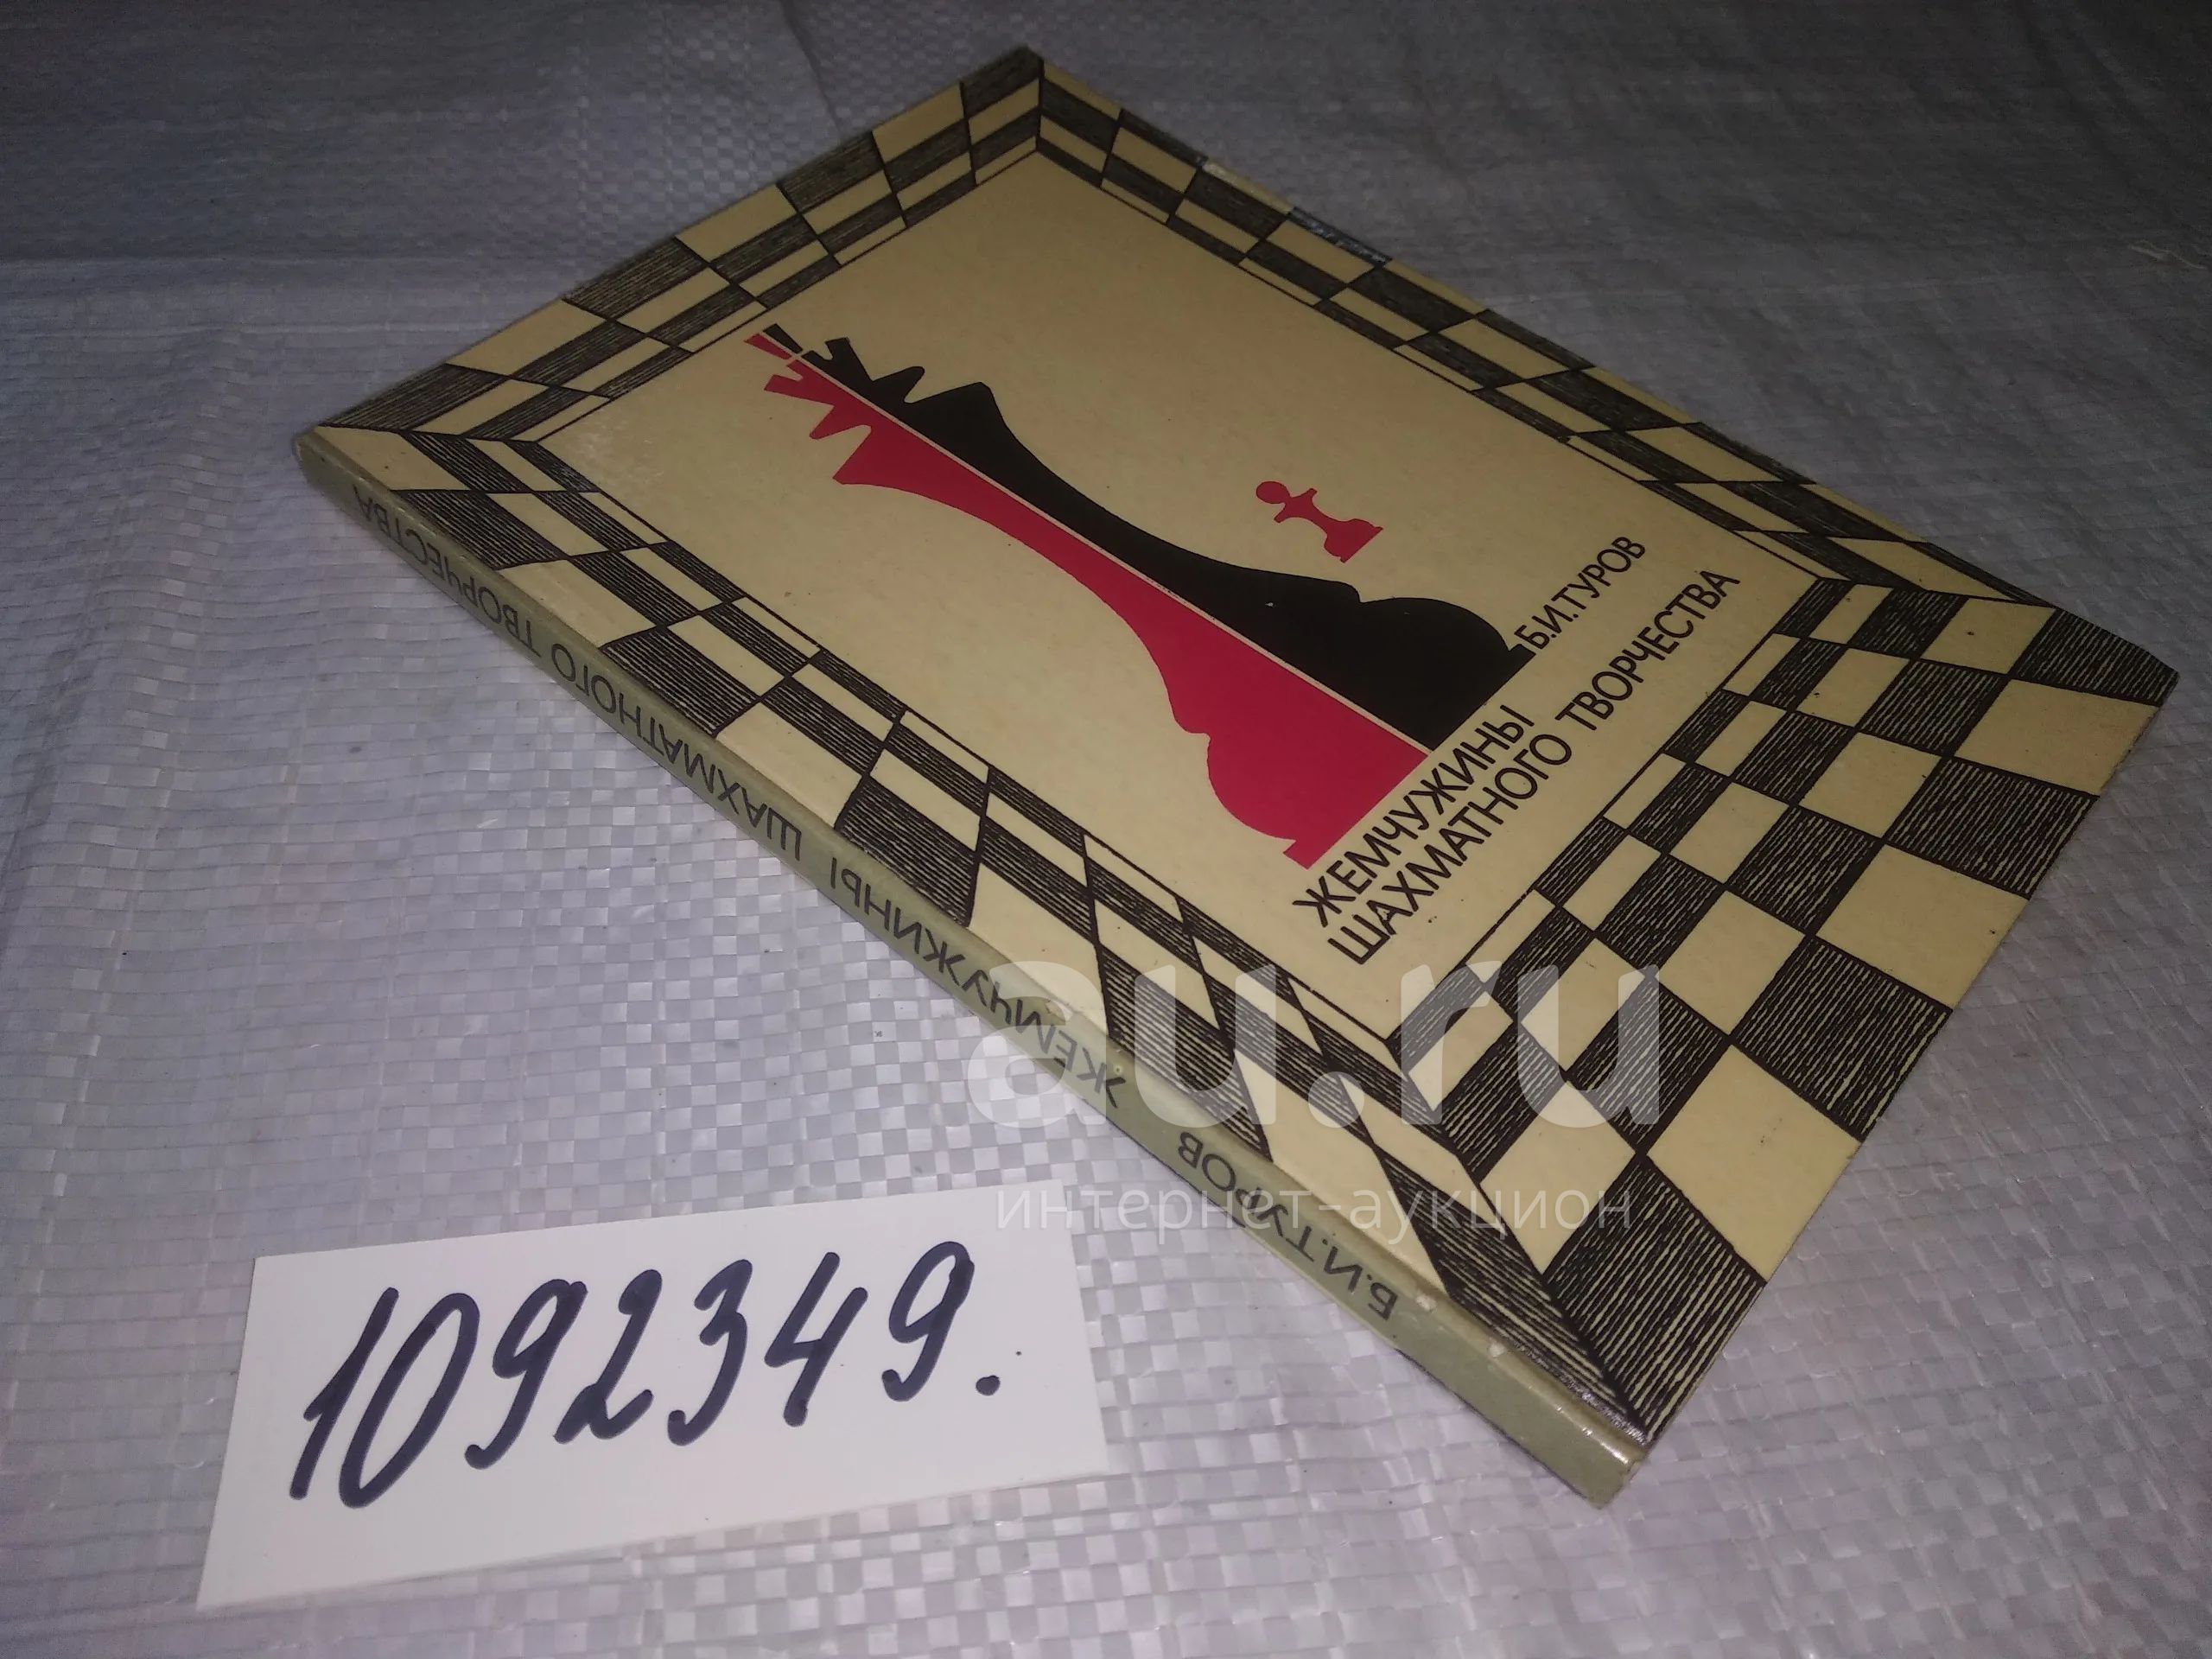 Б.И.ТУРОВ
ЖЕМЧУЖИНЫ
ШАХМАТНОГО ТВОРЧЕСТВА
Б.И.ТУРОВ ЖЕМЧУЖИНЫ ШАХМАТНОГО ТВОРЧЕСТВА
au.ru
интернет-аукцион
1092349.